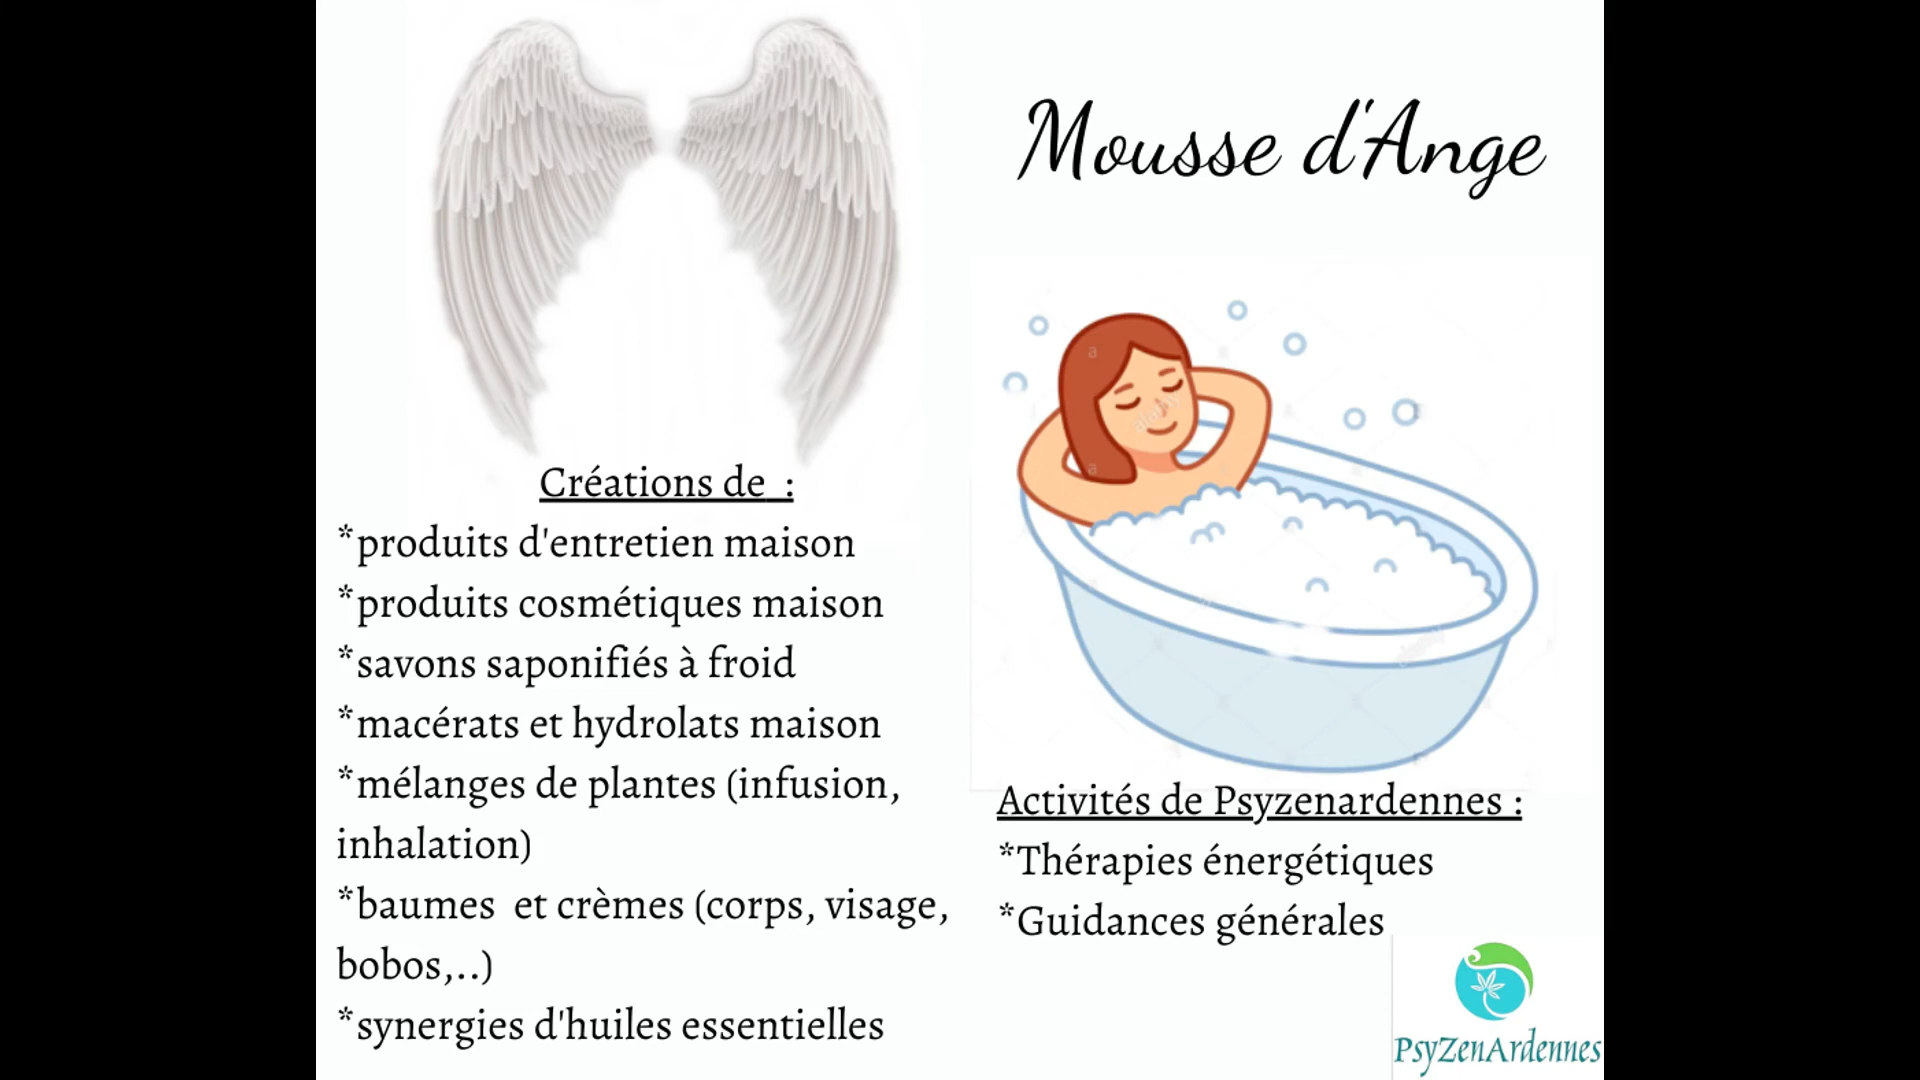 Mousse d'Ange
Créations de  :
*produits d'entretien maison
*produits cosmétiques maison
*savons saponifiés à froid
*macérats et hydrolats maison
*mélanges de plantes (infusion,
inhalation)
*baumes  et crèmes (corps, visage,
bobos,..)
*synergies d'huiles essentielles
Activités de Psyzenardennes :
*Thérapies énergétiques
*Guidances générales
PsyZenArdennes